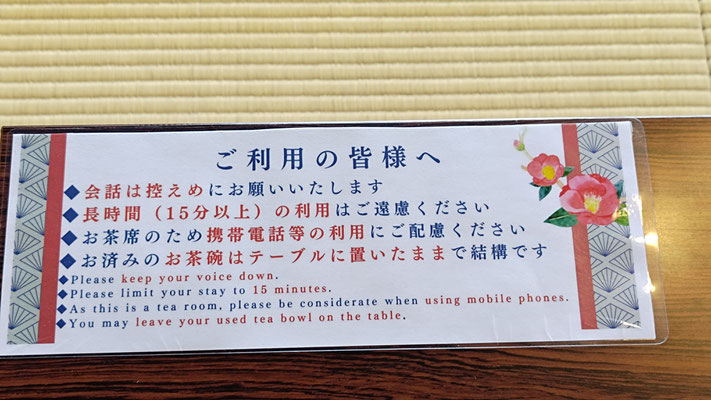 ご利用の皆様へ
◆会話は控えめにお願いいたします
◆長時間（15分以上）の利用はご遠慮ください
◆お茶席のため携帯電話等の利用にご配慮ください
◆お済みのお茶碗はテーブルに置いたままで結構です
◆Please keep your voice down.
◆Please limit your stay to 15 minutes.
◆As this is a tea room, please be considerate when using mobile phones.
◆You may leave your used tea bowl on the table.